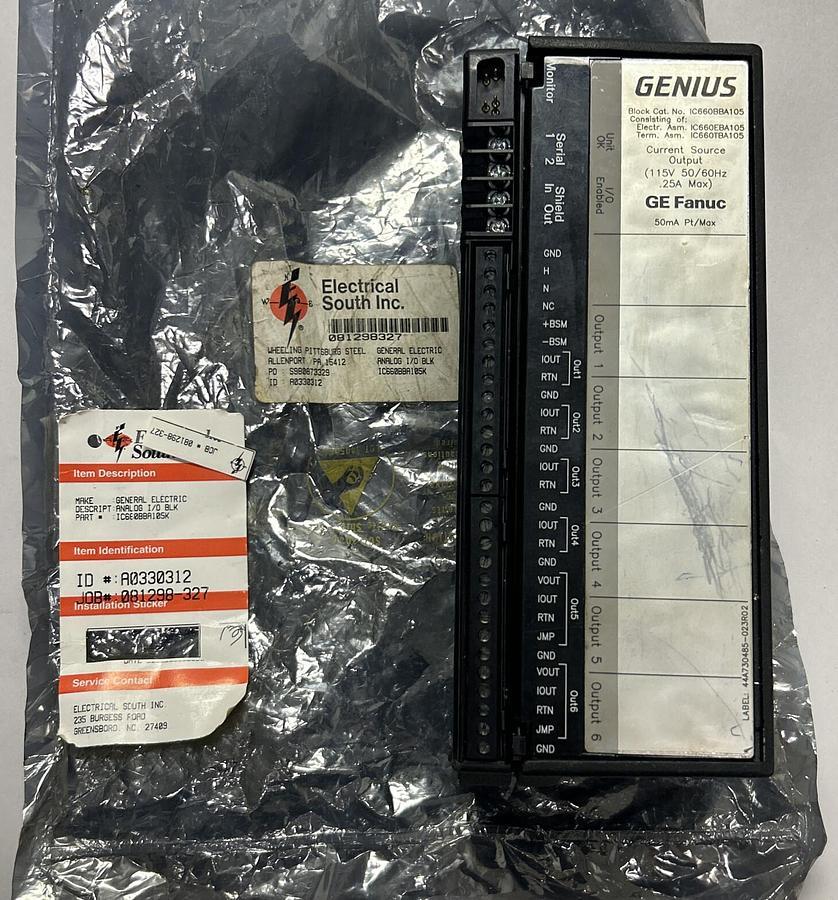 GENIUS
Block Cat. No. IC660BBA105
Consisting of:
Electr. Asm. IC660EBA105
Term. Asm. IC660TBA105
Current Source
Output
(115V 50/60Hz
.25A Max)
GE Fanuc
50mA Pt/Max
Monitor
Serial
1 2
Shield
In Out
Unit
OK
I/O
Enabled
GND
H
N
NC
+BSM
-BSM
IOUT
RTN
Out1
GND
IOUT
RTN
Out2
GND
IOUT
RTN
Out3
GND
IOUT
RTN
Out4
GND
VOUT
IOUT
RTN
JMP
Out5
GND
VOUT
IOUT
RTN
JMP
Out6
GND
Output 1
Output 2
Output 3
Output 4
Output 5
Output 6
LABEL: 44A730485-023R02
Electrical
South Inc.
081298327
WHEELING PITTSBURG STEEL GENERAL ELECTRIC
ALLENPORT PA,15412 ANALOG I/O BLK
PO : S980873329 IC660BBA105K
ID : A0330312
JOB # 081298-327
Item Description
MAKE GENERAL ELECTRIC
DESCRIPT:ANALOG I/O BLK
PART # IC660BBA105K
Item Identification
ID #:A0330312
JOB#:081298-327
Installation Sticker
DATE
Service Contact
ELECTRICAL SOUTH INC.
235 BURGESS ROAD
GREENSBORO, NC 27409